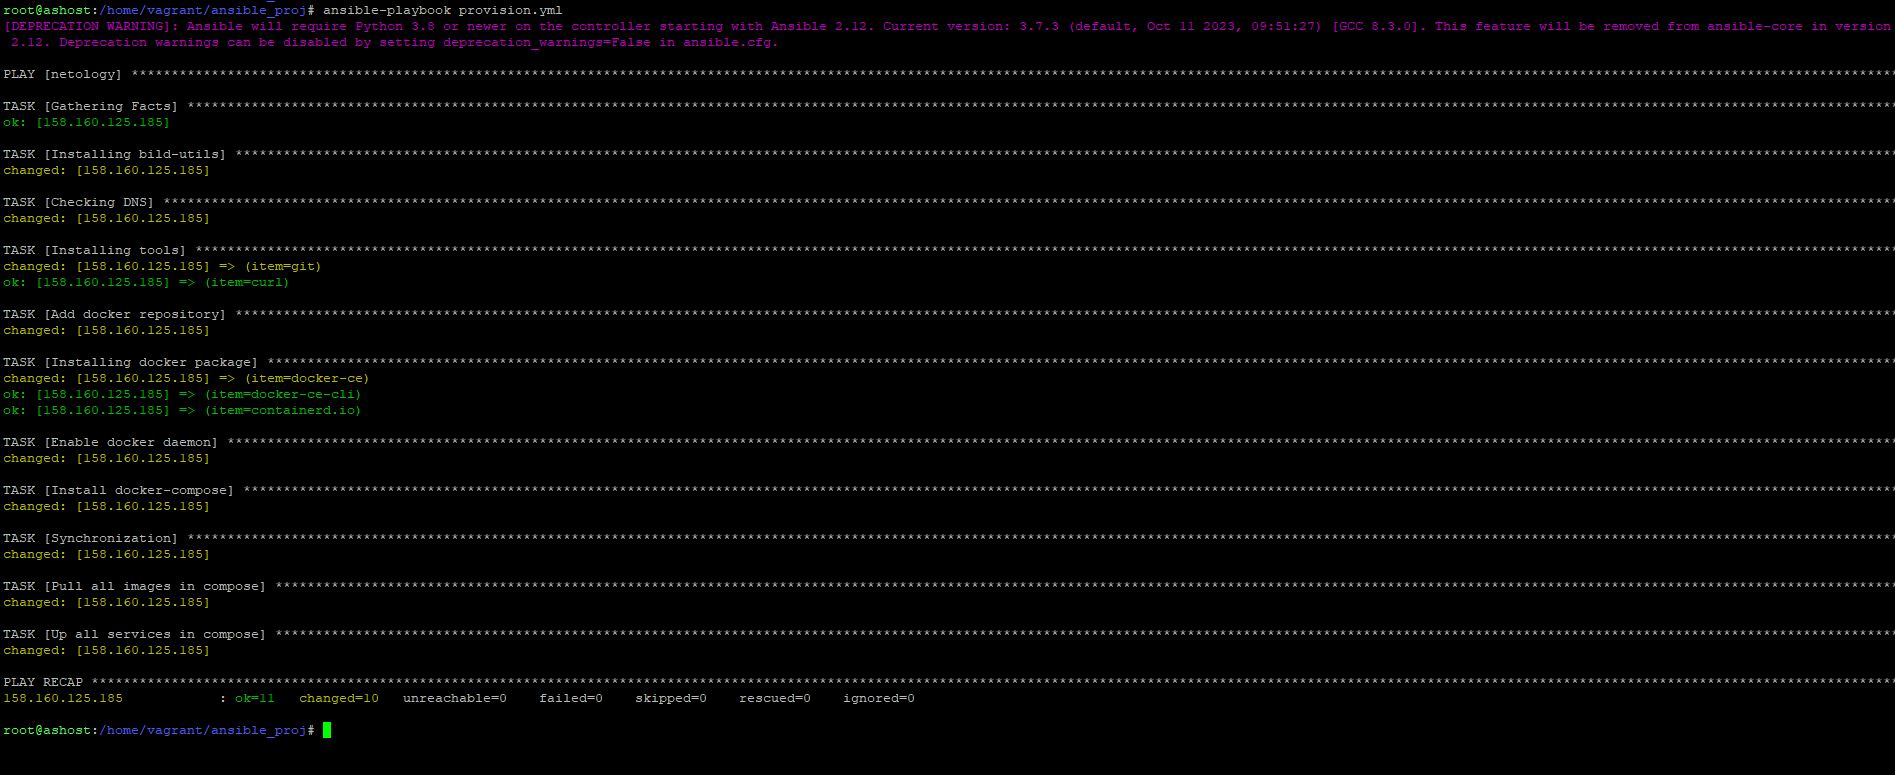 root@ashost:/home/vagrant/ansible_proj# ansible-playbook provision.yml
[DEPRECATION WARNING]: Ansible will require Python 3.8 or newer on the controller starting with Ansible 2.12. Current version: 3.7.3 (default, Oct 11 2023, 09:51:27) [GCC 8.3.0]. This feature will be removed from ansible-core in version
 2.12. Deprecation warnings can be disabled by setting deprecation_warnings=False in ansible.cfg.
PLAY [netology] ****************************************************************
TASK [Gathering Facts] ****************************************************************
ok: [158.160.125.185]
TASK [Installing bild-utils] ****************************************************************
changed: [158.160.125.185]
TASK [Checking DNS] ****************************************************************
changed: [158.160.125.185]
TASK [Installing tools] ****************************************************************
changed: [158.160.125.185] => (item=git)
ok: [158.160.125.185] => (item=curl)
TASK [Add docker repository] ****************************************************************
changed: [158.160.125.185]
TASK [Installing docker package] ****************************************************************
changed: [158.160.125.185] => (item=docker-ce)
ok: [158.160.125.185] => (item=docker-ce-cli)
ok: [158.160.125.185] => (item=containerd.io)
TASK [Enable docker daemon] ****************************************************************
changed: [158.160.125.185]
TASK [Install docker-compose] ****************************************************************
changed: [158.160.125.185]
TASK [Synchronization] ****************************************************************
changed: [158.160.125.185]
TASK [Pull all images in compose] ****************************************************************
changed: [158.160.125.185]
TASK [Up all services in compose] ****************************************************************
changed: [158.160.125.185]
PLAY RECAP ****************************************************************
158.160.125.185            : ok=11   changed=10   unreachable=0    failed=0    skipped=0    rescued=0    ignored=0
root@ashost:/home/vagrant/ansible_proj#